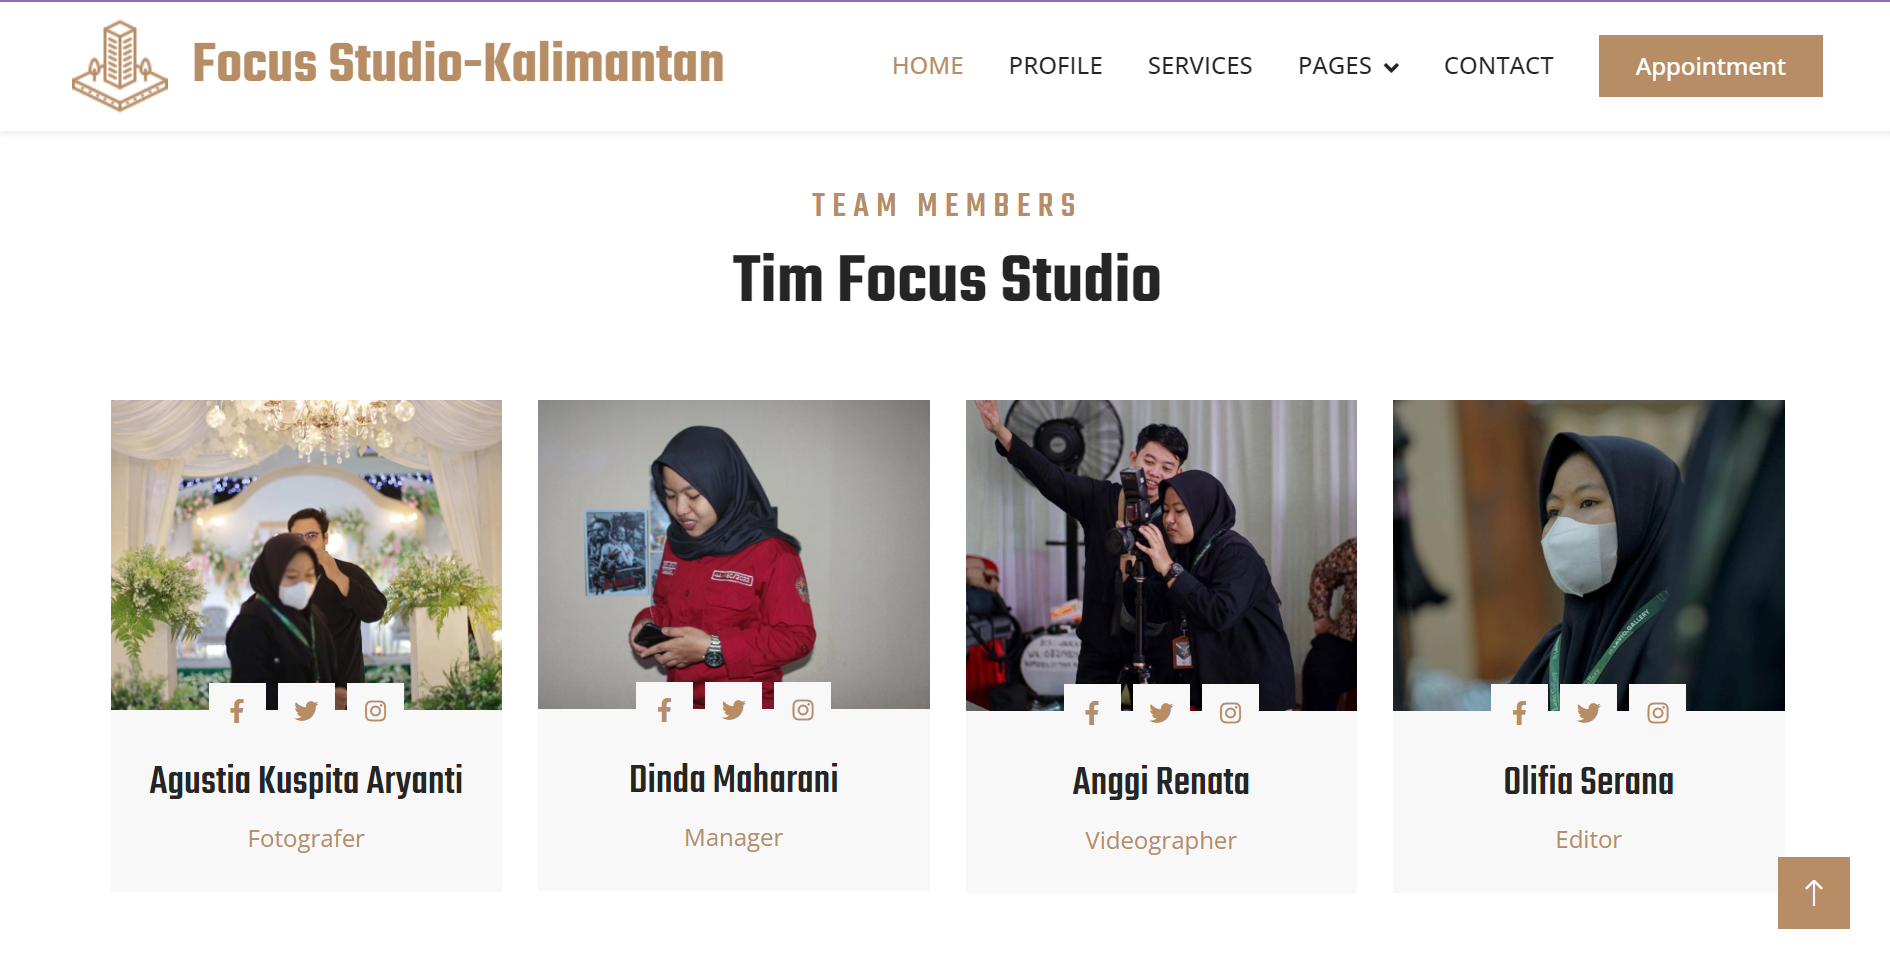 Focus Studio-Kalimantan
HOME PROFILE SERVICES PAGES CONTACT Appointment
TEAM MEMBERS
Tim Focus Studio
Agustia Kuspita Aryanti
Fotografer
Dinda Maharani
Manager
Anggi Renata
Videographer
Olifia Serana
Editor